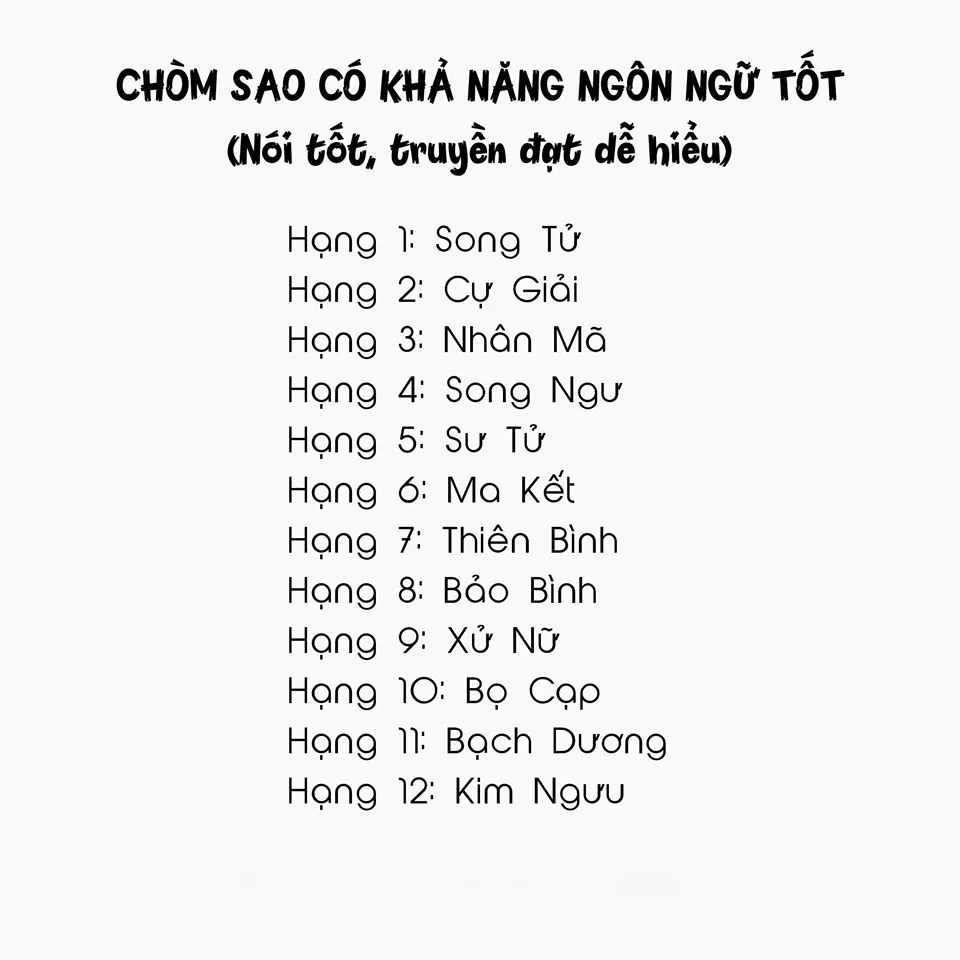 CHÒM SAO CÓ KHẢ NĂNG NGÔN NGỮ TỐT
(Nói tốt, truyền đạt dễ hiểu)
Hạng 1: Song Tử
Hạng 2: Cự Giải
Hạng 3: Nhân Mã
Hạng 4: Song Ngư
Hạng 5: Sư Tử
Hạng 6: Ma Kết
Hạng 7: Thiên Bình
Hạng 8: Bảo Bình
Hạng 9: Xử Nữ
Hạng 10: Bọ Cạp
Hạng 11: Bạch Dương
Hạng 12: Kim Ngưu